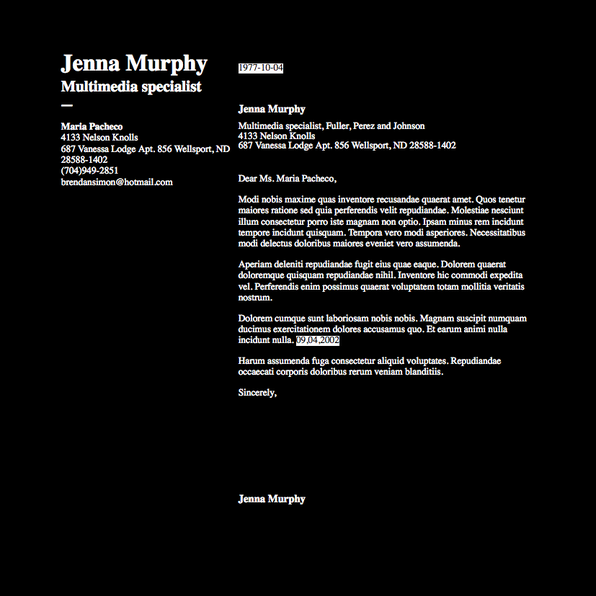 Jenna Murphy
Multimedia specialist
Maria Pacheco
4133 Nelson Knolls
687 Vanessa Lodge Apt. 856 Wellsport, ND
28588-1402
(704)949-2851
brendansimon@hotmail.com
1977-10-04
Jenna Murphy
Multimedia specialist, Fuller, Perez and Johnson
4133 Nelson Knolls
687 Vanessa Lodge Apt. 856 Wellsport, ND 28588-1402
Dear Ms. Maria Pacheco,
Modi nobis maxime quas inventore recusandae quaerat amet. Quos tenetur
maiores ratione sed quia perferendis velit repudiandae. Molestiae nesciunt
illum consectetur porro iste magnam non optio. Ipsam minus rem incidunt
tempore incidunt quisquam. Tempora vero modi asperiores. Necessitatibus
modi delectus doloribus maiores eveniet vero assumenda.
Aperiam deleniti repudiandae fugit eius quae eaque. Dolorem quaerat
doloremque quisquam repudiandae nihil. Inventore hic commodi expedita
vel. Perferendis enim possimus quaerat voluptatem totam mollitia veritatis
nostrum.
Dolorem cumque sunt laboriosam nobis nobis. Magnam suscipit numquam
ducimus exercitationem dolores accusamus quo. Et earum animi nulla
incidunt nulla. 09,04,2002
Harum assumenda fuga consectetur aliquid voluptates. Repudiandae
occaecati corporis doloribus rerum veniam blanditiis.
Sincerely,
Jenna Murphy